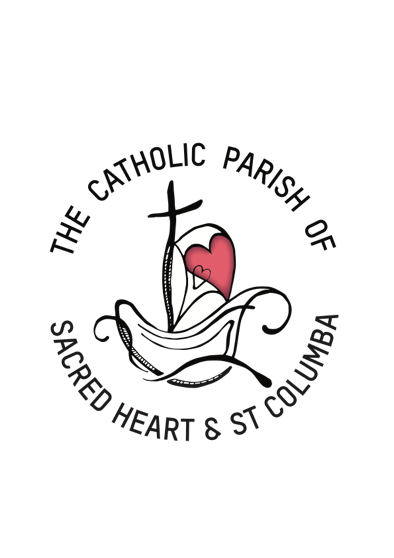 THE CATHOLIC PARISH OF
SACRED HEART & ST COLUMBA